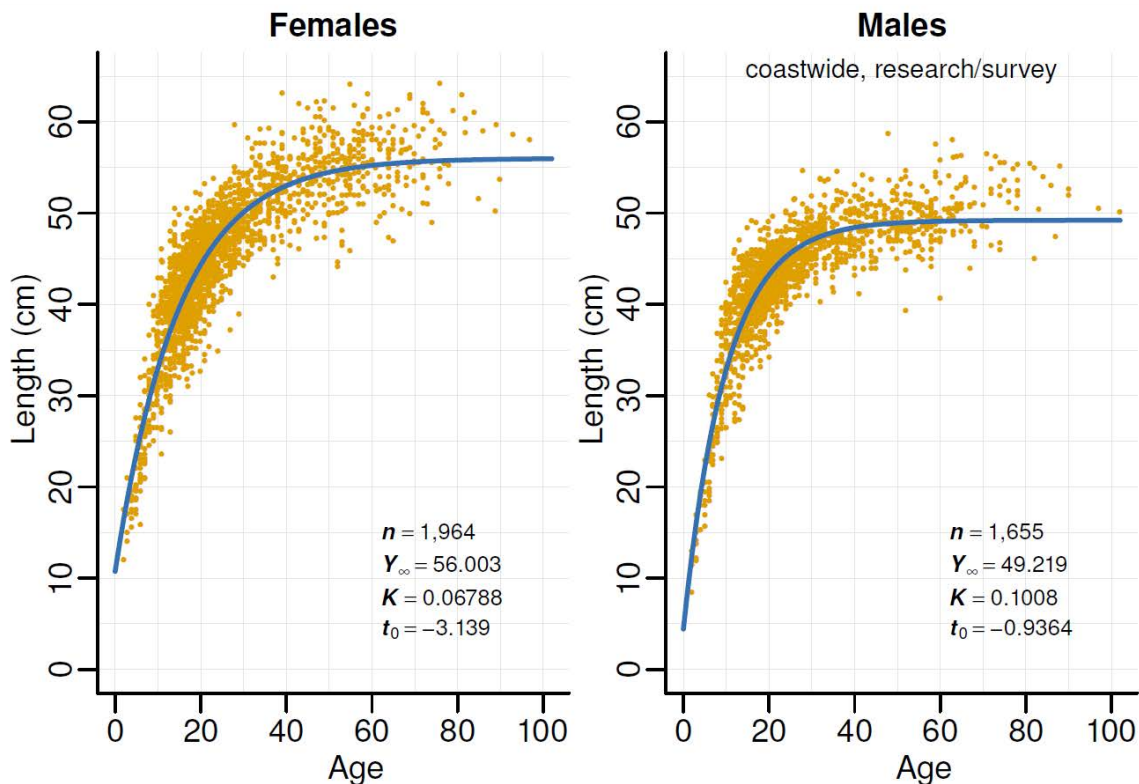 Females
Length (cm)
0 10 20 30 40 50 60
n = 1,964
Y∞ = 56.003
K = 0.06788
t0 = −3.139
0 20 40 60 80 100
Age
Males
coastwide, research/survey
Length (cm)
0 10 20 30 40 50 60
n = 1,655
Y∞ = 49.219
K = 0.1008
t0 = −0.9364
0 20 40 60 80 100
Age